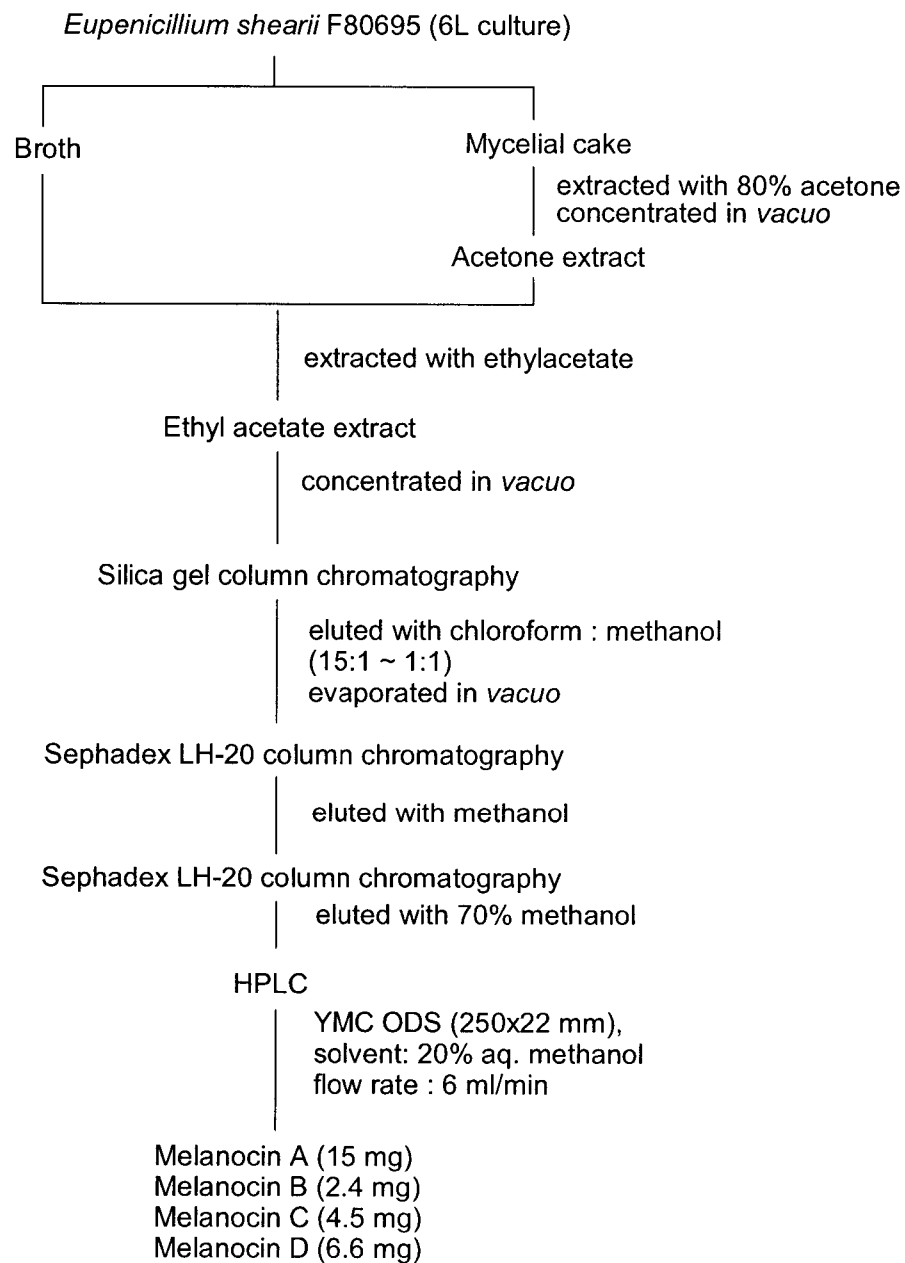 Eupenicillium shearii F80695 (6L culture)
Broth
Mycelial cake
extracted with 80% acetone
concentrated in vacuo
Acetone extract
extracted with ethylacetate
Ethyl acetate extract
concentrated in vacuo
Silica gel column chromatography
eluted with chloroform : methanol
(15:1 ~ 1:1)
evaporated in vacuo
Sephadex LH-20 column chromatography
eluted with methanol
Sephadex LH-20 column chromatography
eluted with 70% methanol
HPLC
YMC ODS (250x22 mm),
solvent: 20% aq. methanol
flow rate : 6 ml/min
Melanocin A (15 mg)
Melanocin B (2.4 mg)
Melanocin C (4.5 mg)
Melanocin D (6.6 mg)